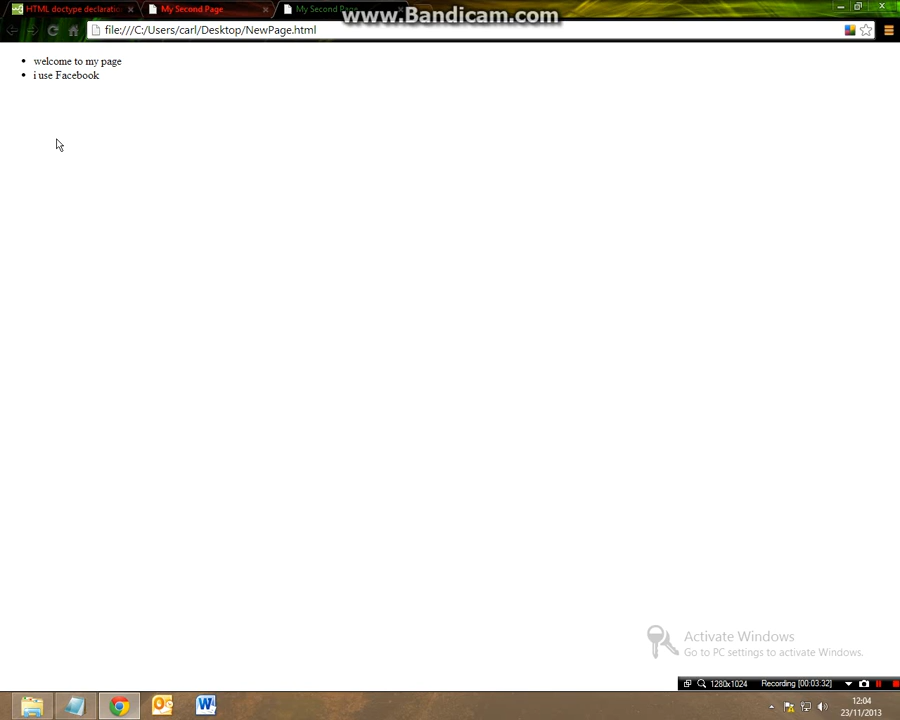 HTML doctype declaratio
My Second Page
My Second Page
www.Bandicam.com
file:///C:/Users/carl/Desktop/NewPage.html
welcome to my page
i use Facebook
Activate Windows
Go to PC settings to activate Windows.
1280x1024 Recording [00:03:32]
12:04
23/11/2013